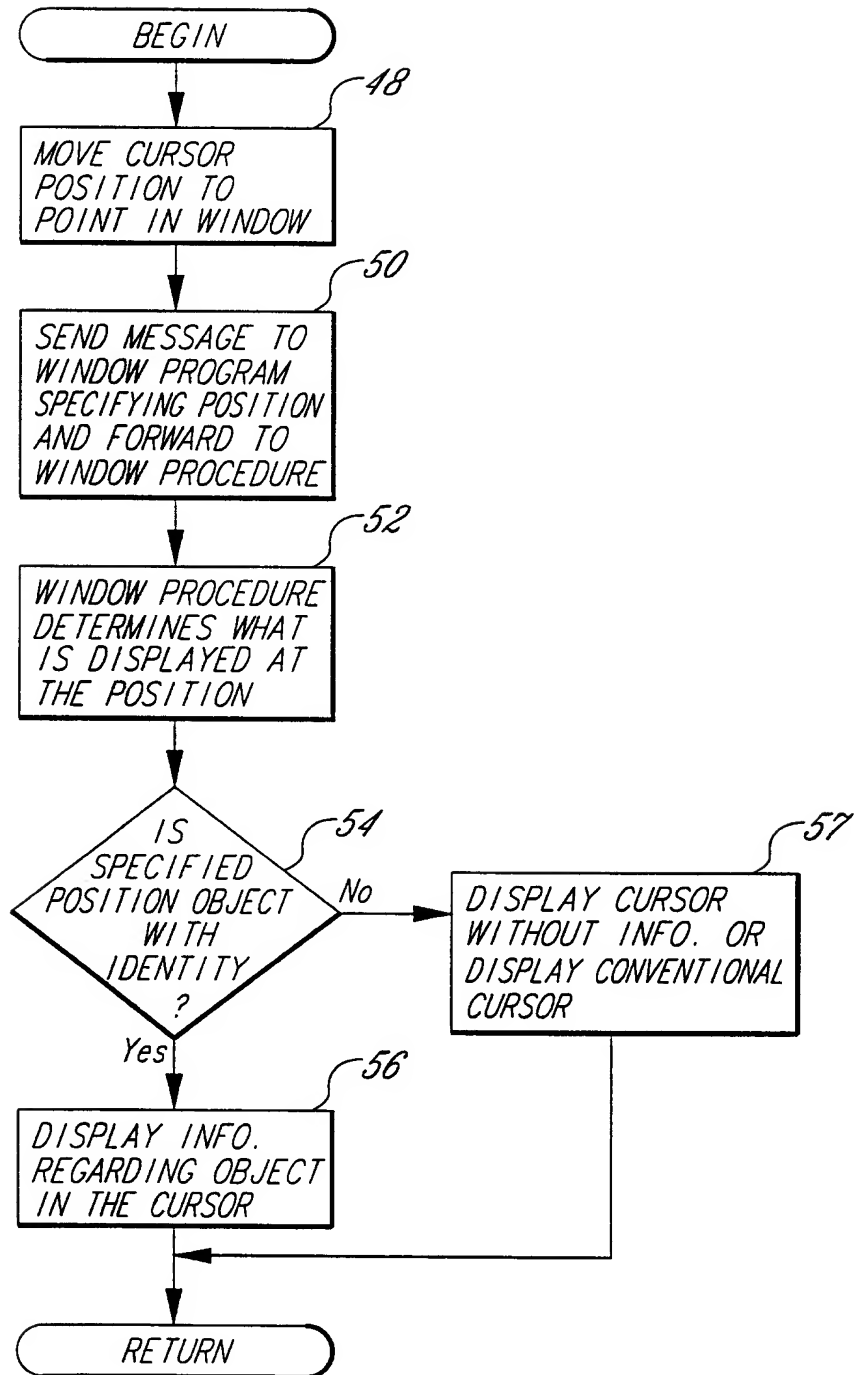 BEGIN
48
MOVE CURSOR
POSITION TO
POINT IN WINDOW
50
SEND MESSAGE TO
WINDOW PROGRAM
SPECIFYING POSITION
AND FORWARD TO
WINDOW PROCEDURE
52
WINDOW PROCEDURE
DETERMINES WHAT
IS DISPLAYED AT
THE POSITION
54
IS
SPECIFIED
POSITION OBJECT
WITH
IDENTITY
?
No
57
DISPLAY CURSOR
WITHOUT INFO. OR
DISPLAY CONVENTIONAL
CURSOR
Yes
56
DISPLAY INFO.
REGARDING OBJECT
IN THE CURSOR
RETURN